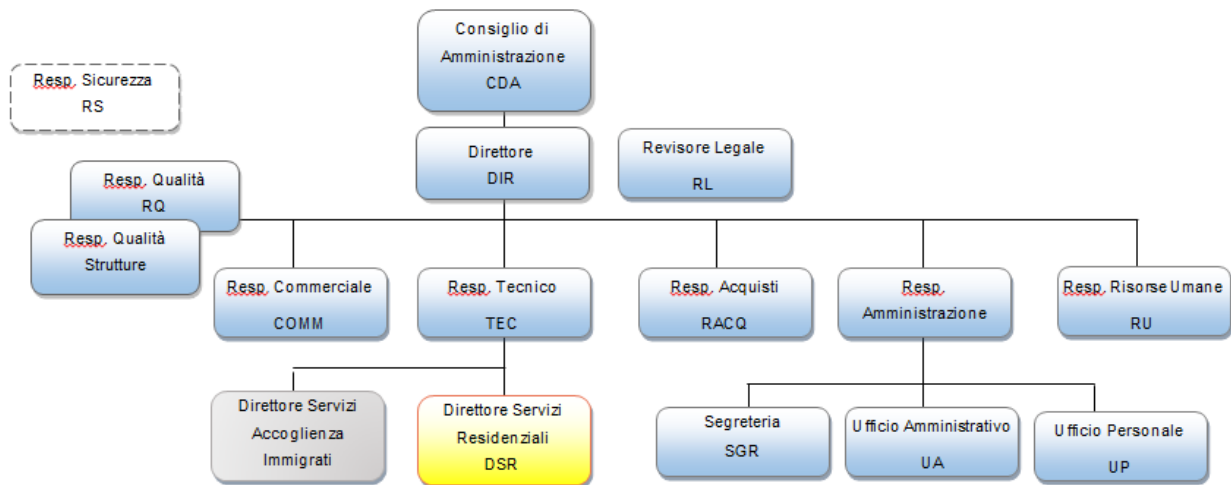 Consiglio di
Amministrazione
CDA
Resp. Sicurezza
RS
Direttore
DIR
Revisore Legale
RL
Resp. Qualità
RQ
Resp. Qualità
Strutture
Resp. Commerciale
COMM
Resp. Tecnico
TEC
Resp. Acquisti
RACQ
Resp.
Amministrazione
Resp. Risorse Umane
RU
Direttore Servizi
Accoglienza
Immigrati
Direttore Servizi
Residenziali
DSR
Segreteria
SGR
Ufficio Amministrativo
UA
Ufficio Personale
UP